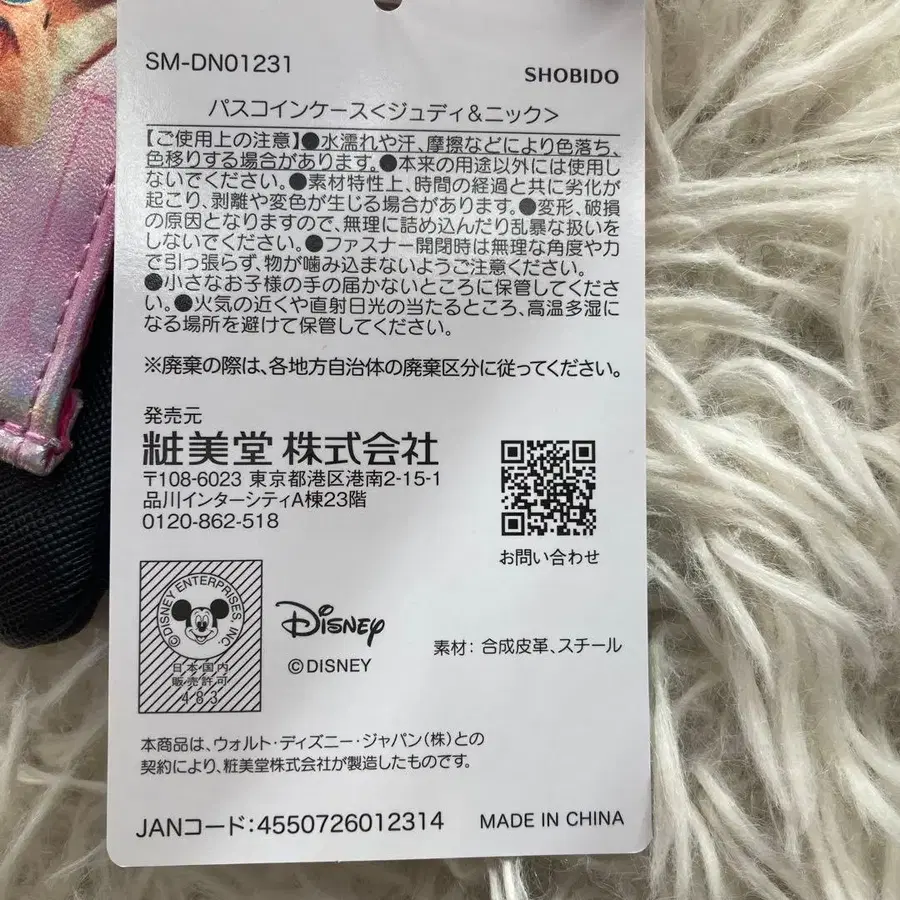 SM-DN01231
SHOBIDO
パスコインケース<ジュディ&ニック>
【ご使用上の注意】●水濡れや汗、摩擦などにより色落ち、
色移りする場合があります。●本来の用途以外には使用し
ないでください。●素材特性上、時間の経過と共に劣化が
起こり、剥離や変色が生じる場合があります。●変形、破損
の原因となりますので、無理に詰め込んだり乱暴な扱いを
しないでください。●ファスナー開閉時は無理な角度や力
で引っ張らず、物が噛み込まないようご注意ください。
●小さなお子様の手の届かないところに保管してくださ
い。●火気の近くや直射日光の当たるところ、高温多湿に
なる場所を避けて保管してください。
※廃棄の際は、各地方自治体の廃棄区分に従ってください。
発売元
粧美堂 株式会社
〒108-6023 東京都港区港南2-15-1
品川インターシティA棟23階
0120-862-518
お問い合わせ
©DISNEY ENTERPRISES, INC.
日本国内
販売許可
483
Disney
©DISNEY
素材: 合成皮革、スチール
本商品は、ウォルト・ディズニー・ジャパン(株)との
契約により、粧美堂株式会社が製造したものです。
JANコード:4550726012314
MADE IN CHINA